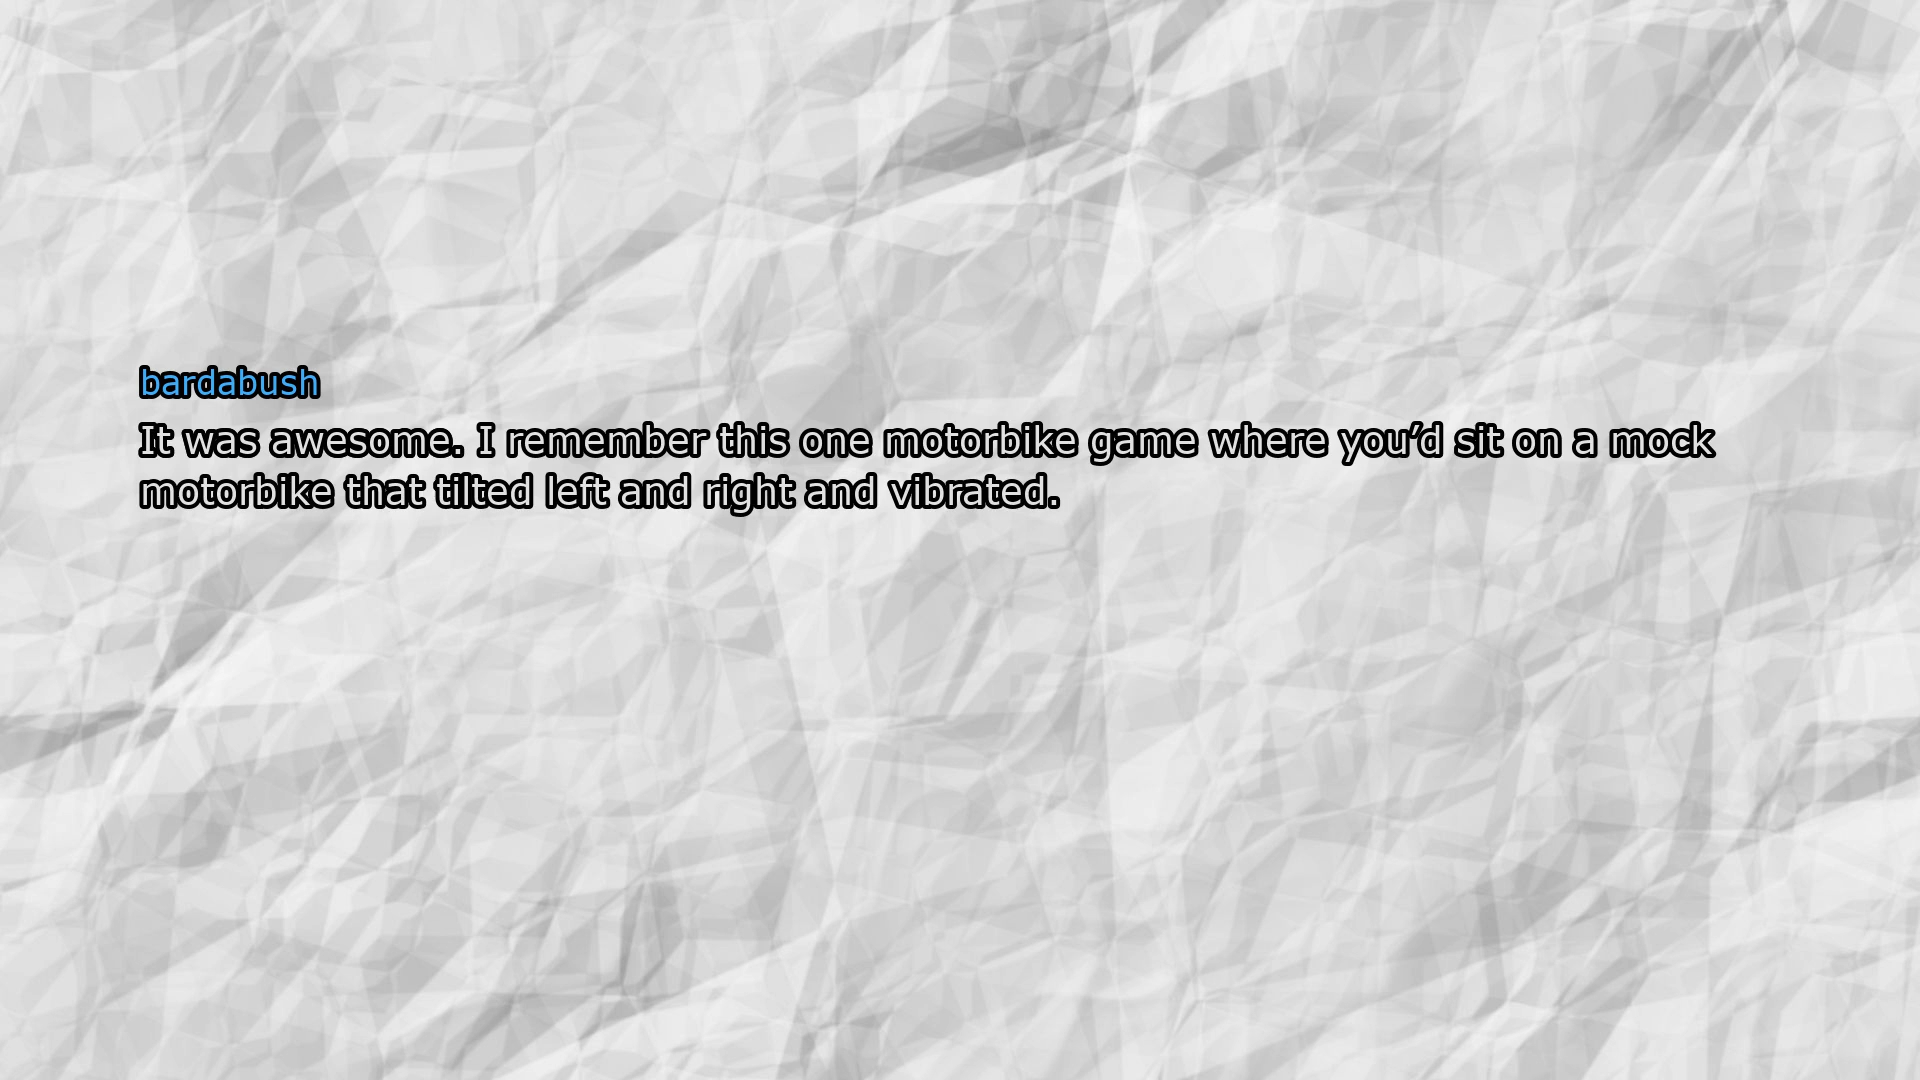 bardabush
It was awesome. I remember this one motorbike game where you’d sit on a mock
motorbike that tilted left and right and vibrated.